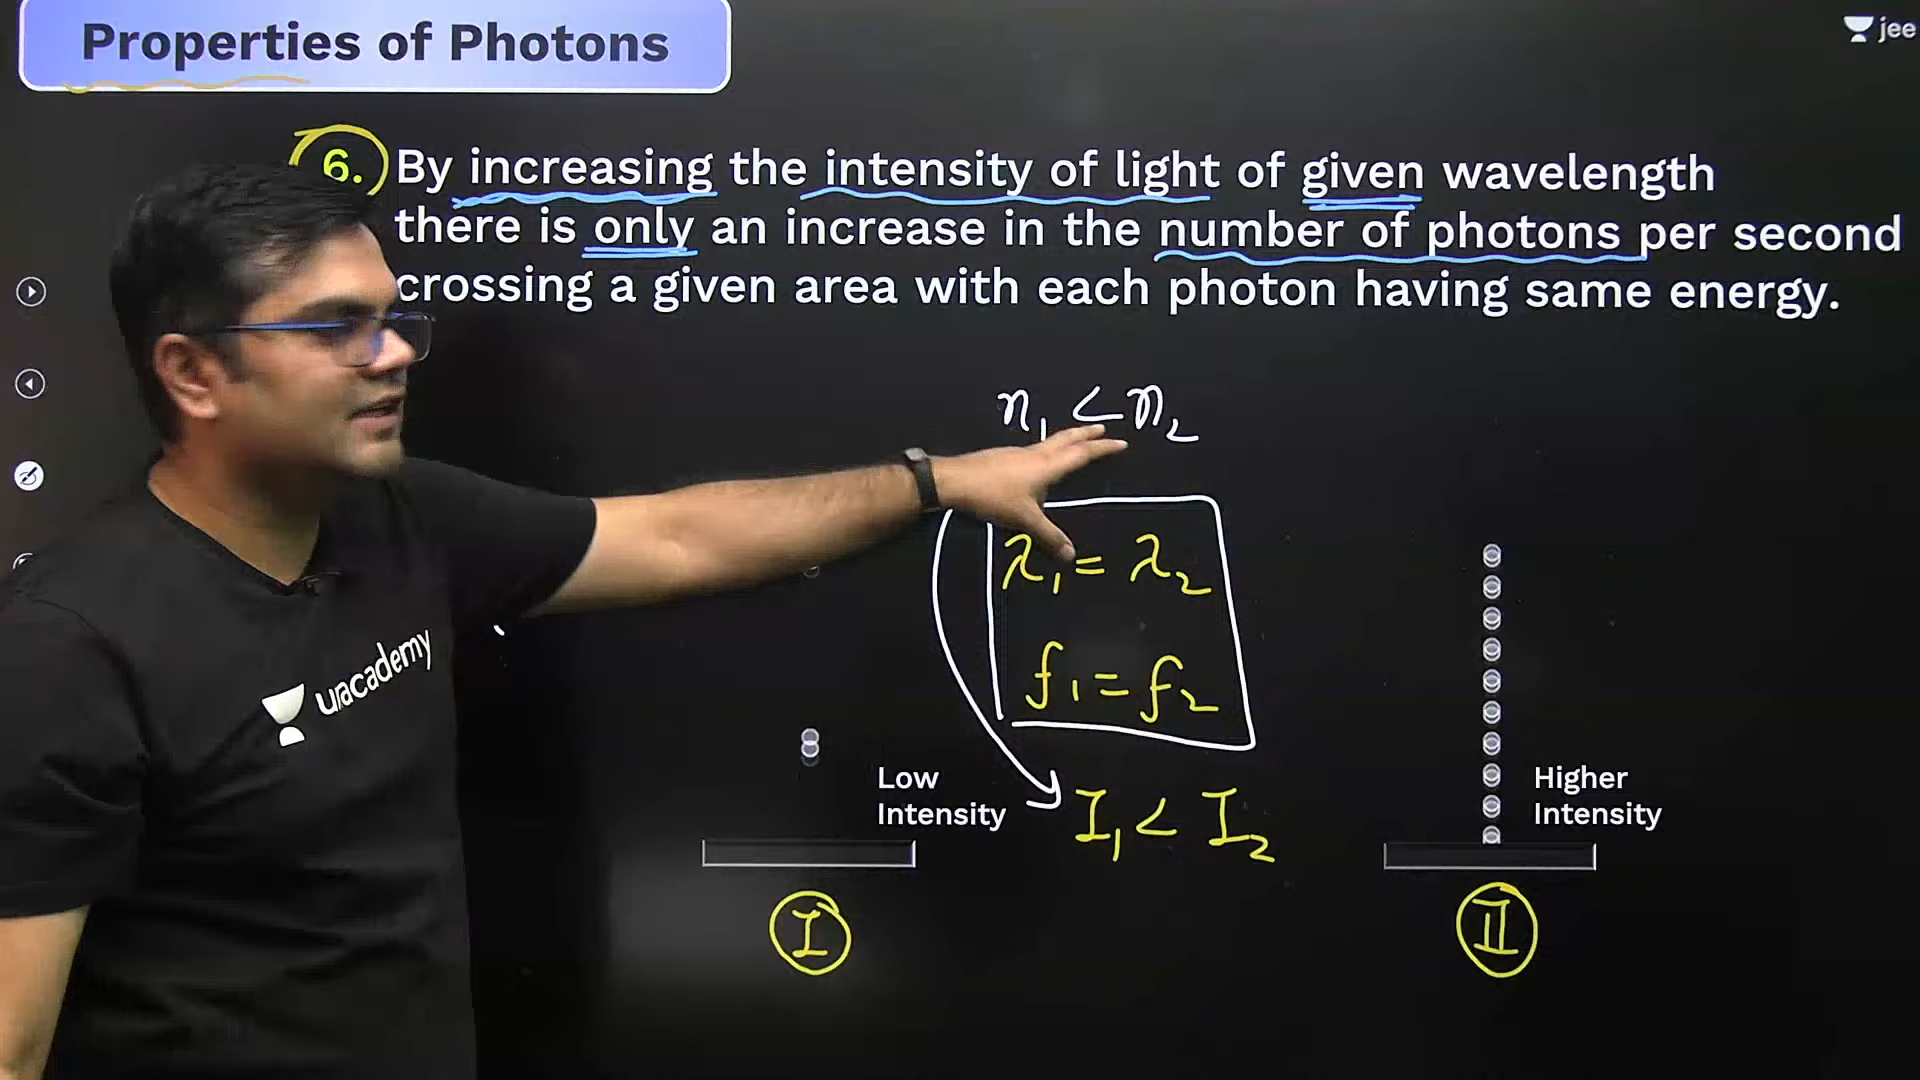 Properties of Photons
jee
6. By increasing the intensity of light of given wavelength
there is only an increase in the number of photons per second
crossing a given area with each photon having same energy.
n₁ < n₂
λ₁ = λ₂
f₁ = f₂
unacademy
Low
Intensity
I₁ < I₂
Higher
Intensity
I
II